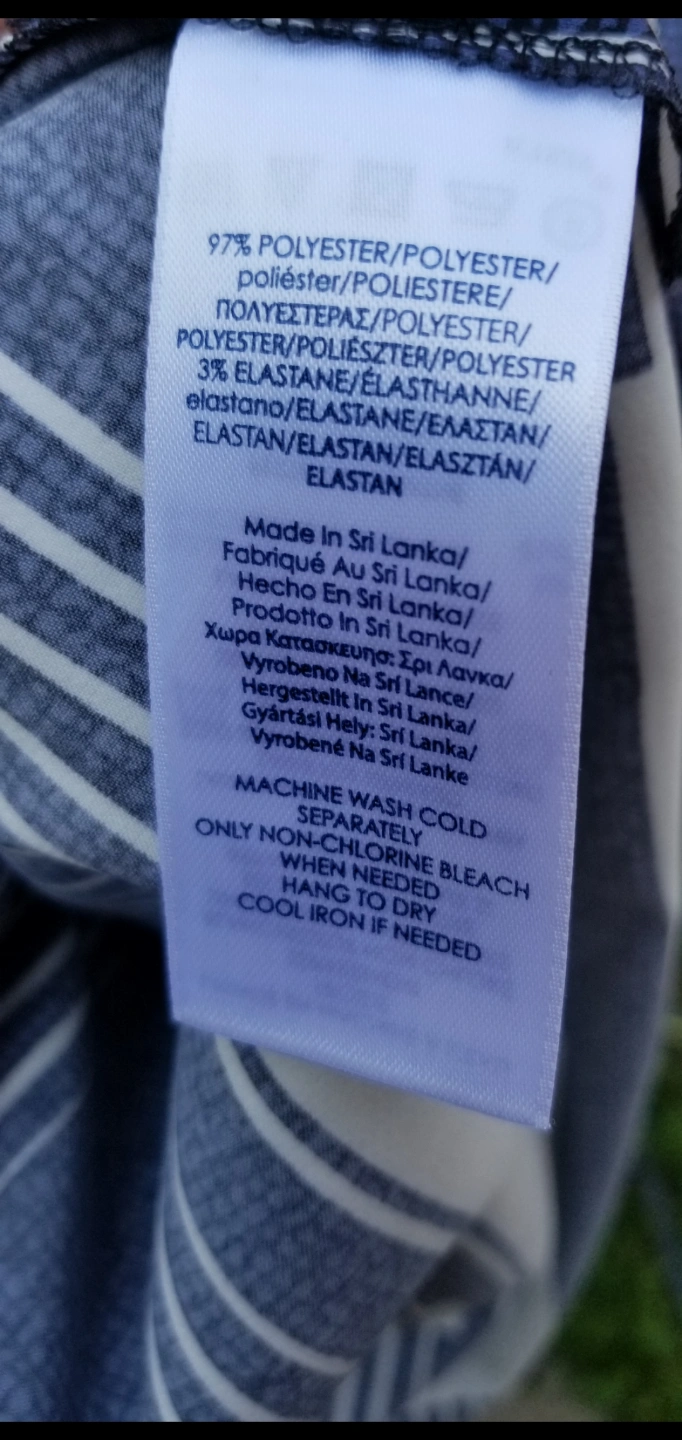 97% POLYESTER/POLYESTER/
poliéster/POLIESTERE/
ΠΟΛΥΕΣΤΕΡΑΣ/POLYESTER/
POLYESTER/POLIÉSZTER/POLYESTER
3% ELASTANE/ÉLASTHANNE/
elastano/ELASTANE/ΕΛΑΣΤΑΝ/
ELASTAN/ELASTAN/ELASZTÁN/
ELASTAN
Made In Sri Lanka/
Fabriqué Au Sri Lanka/
Hecho En Sri Lanka/
Prodotto In Sri Lanka/
Χωρα Κατασκευησ: Σρι Λανκα/
Vyrobeno Na Srí Lance/
Hergestellt In Sri Lanka/
Gyártási Hely: Srí Lanka/
Vyrobené Na Srí Lanke
MACHINE WASH COLD
SEPARATELY
ONLY NON-CHLORINE BLEACH
WHEN NEEDED
HANG TO DRY
COOL IRON IF NEEDED